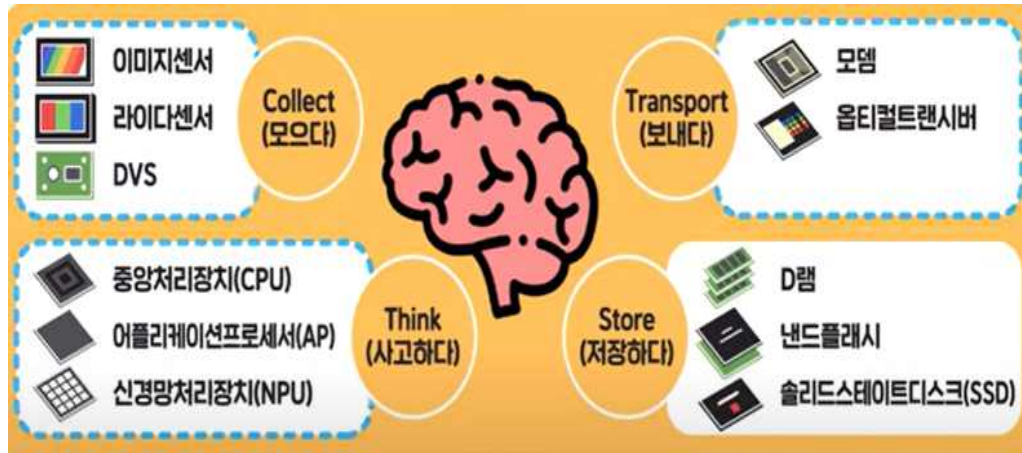 이미지센서
라이다센서
DVS
Collect
(모으다)
Transport
(보내다)
모뎀
옵티컬트랜시버
중앙처리장치(CPU)
어플리케이션프로세서(AP)
신경망처리장치(NPU)
Think
(사고하다)
Store
(저장하다)
D램
낸드플래시
솔리드스테이트디스크(SSD)